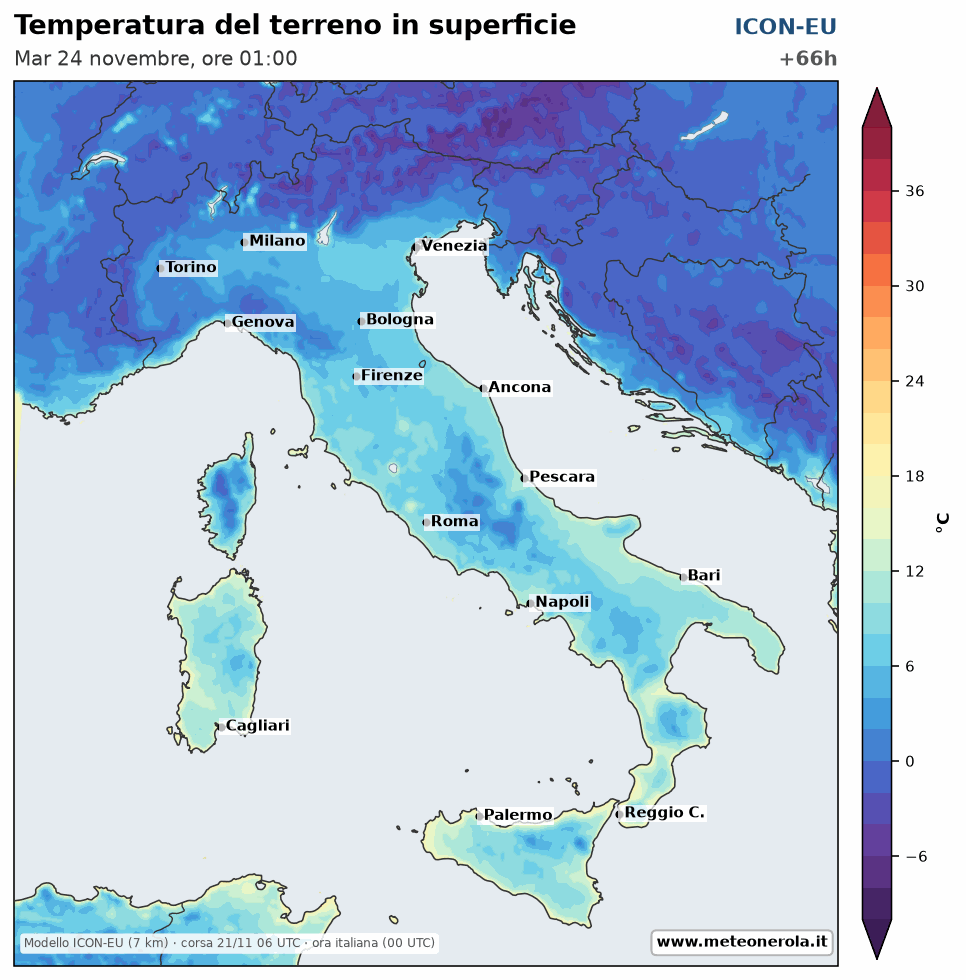 Temperatura del terreno in superficie
ICON-EU
Mar 24 novembre, ore 01:00
+66h
Milano
Venezia
Torino
Genova
Bologna
Firenze
Ancona
Pescara
Roma
Bari
Napoli
Cagliari
Palermo
Reggio C.
36
30
24
18
12
6
0
−6
°C
Modello ICON-EU (7 km) · corsa 21/11 06 UTC · ora italiana (00 UTC)
www.meteonerola.it